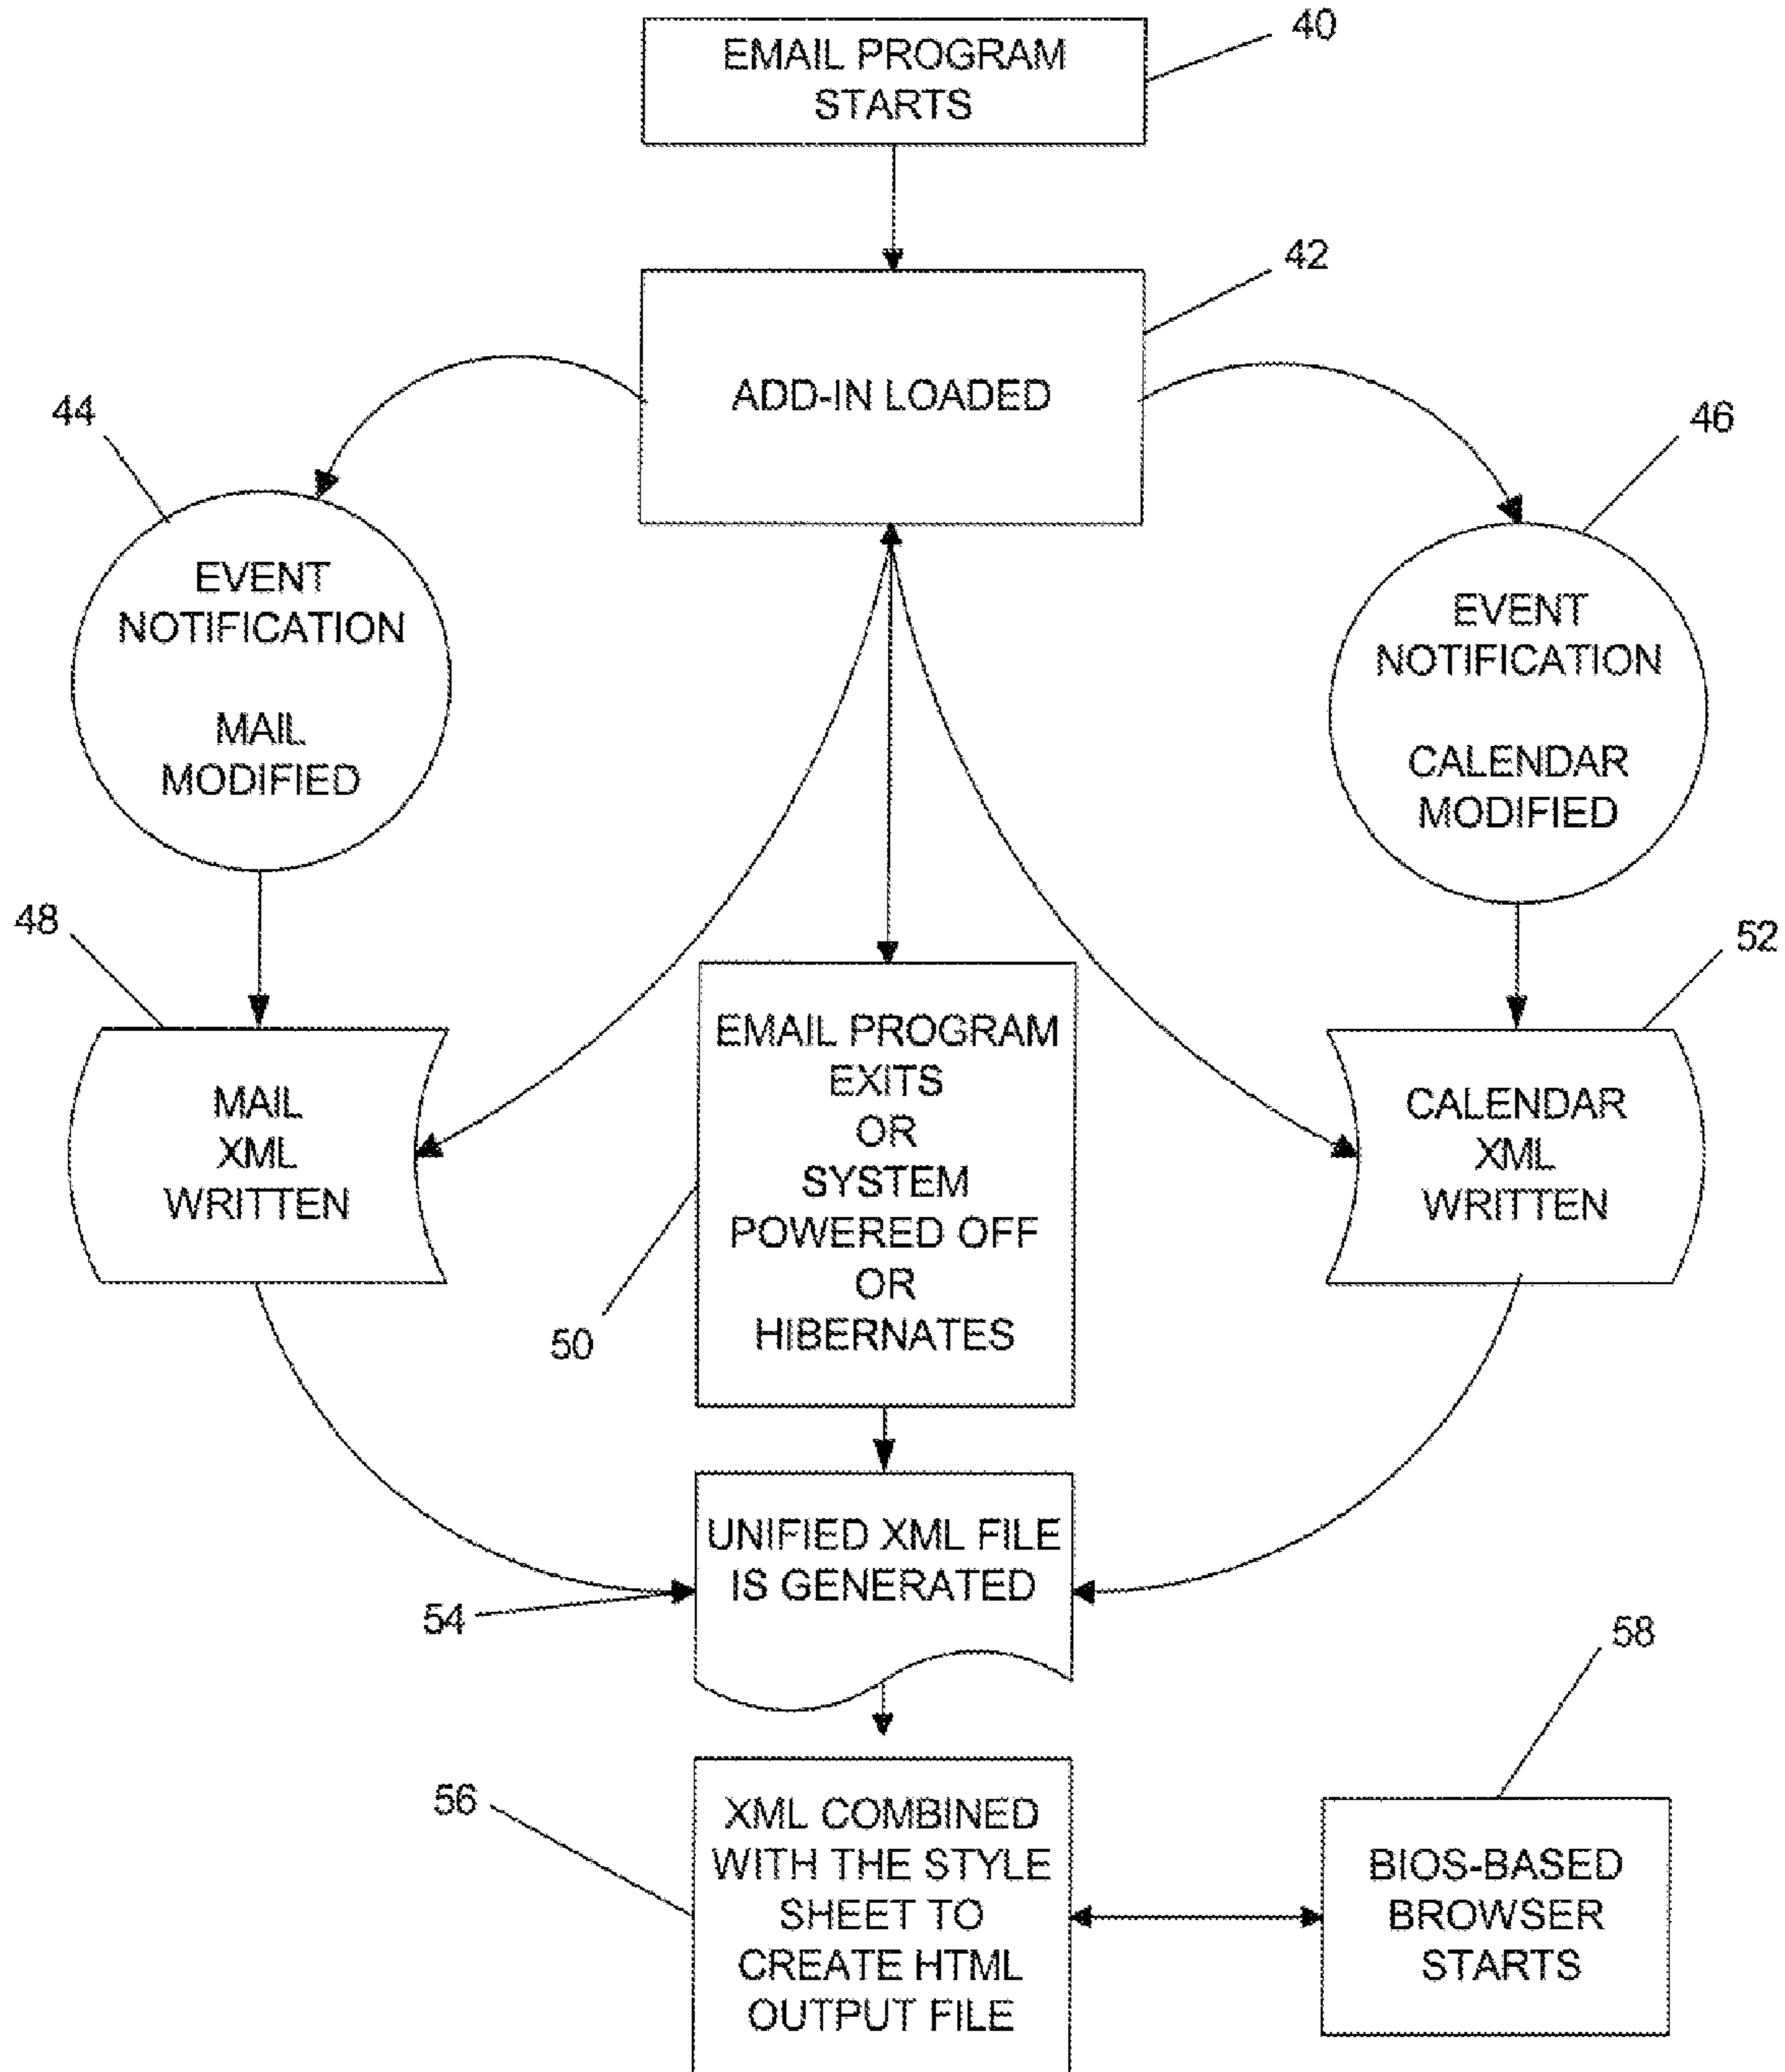 40
EMAIL PROGRAM
STARTS
42
ADD-IN LOADED
44
46
EVENT
NOTIFICATION
MAIL
MODIFIED
EVENT
NOTIFICATION
CALENDAR
MODIFIED
48
52
MAIL
XML
WRITTEN
EMAIL PROGRAM
EXITS
OR
SYSTEM
POWERED OFF
OR
HIBERNATES
CALENDAR
XML
WRITTEN
50
UNIFIED XML FILE
IS GENERATED
54
58
56
XML COMBINED
WITH THE STYLE
SHEET TO
CREATE HTML
OUTPUT FILE
BIOS-BASED
BROWSER
STARTS